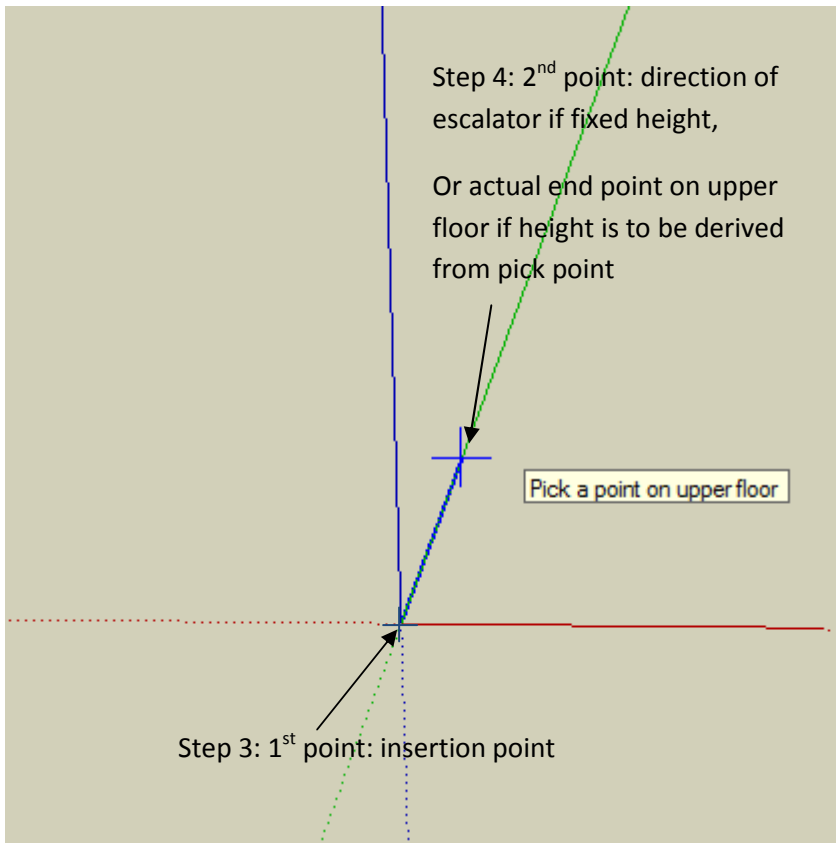 Step 4: 2nd point: direction of
escalator if fixed height,
Or actual end point on upper
floor if height is to be derived
from pick point
Pick a point on upper floor
Step 3: 1st point: insertion point